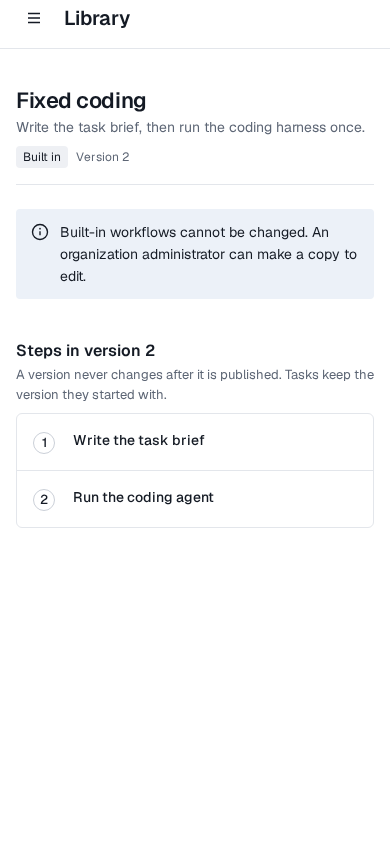 Library
Fixed coding
Write the task brief, then run the coding harness once.
Built in Version 2
Built-in workflows cannot be changed. An
organization administrator can make a copy to
edit.
Steps in version 2
A version never changes after it is published. Tasks keep the
version they started with.
1 Write the task brief
2 Run the coding agent